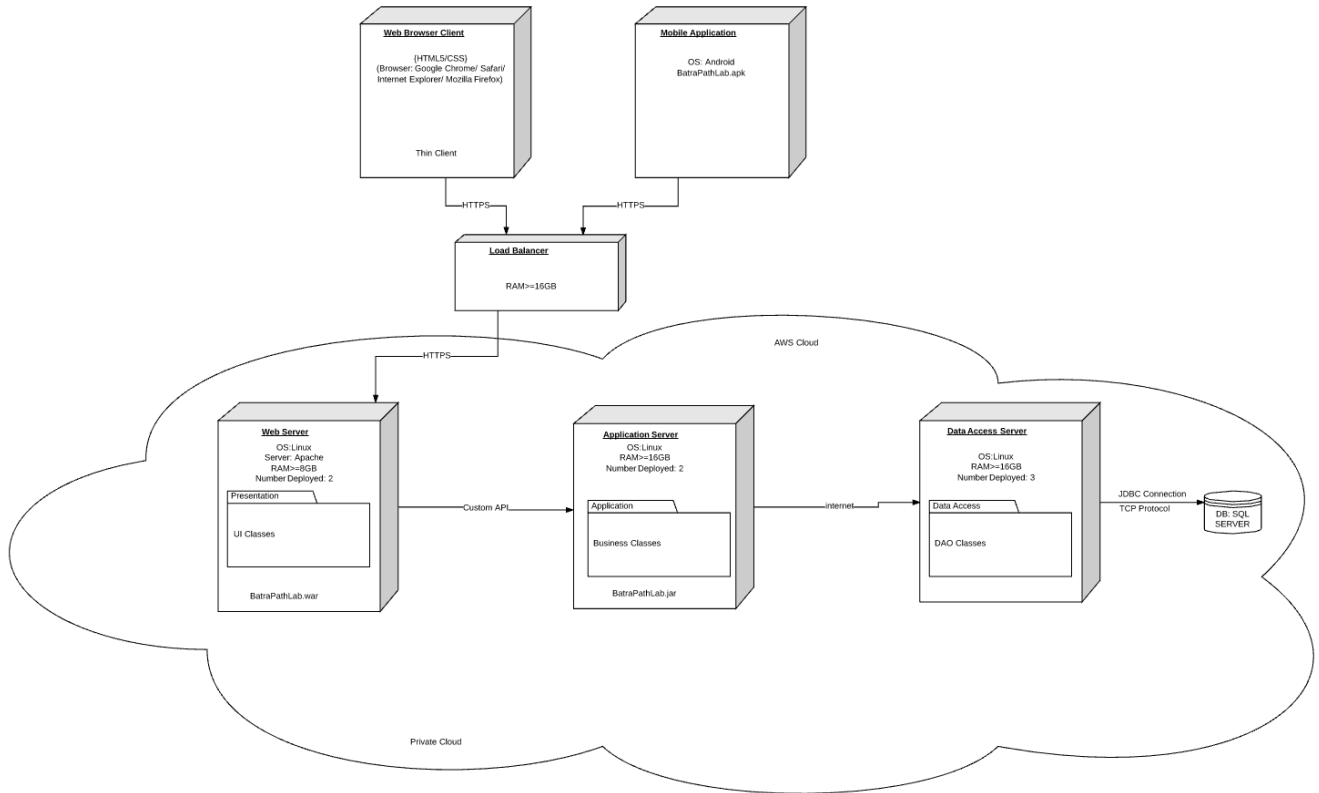 Web Browser Client
{HTML5/CSS}
(Browser: Google Chrome/ Safari/
Internet Explorer/ Mozilla Firefox)
Thin Client
Mobile Application
OS: Android
BatraPathLab.apk
HTTPS
HTTPS
Load Balancer
RAM>=16GB
HTTPS
AWS Cloud
Web Server
OS:Linux
Server: Apache
RAM>=8GB
Number Deployed: 2
Presentation
UI Classes
BatraPathLab.war
Custom API
Application Server
OS:Linux
RAM>=16GB
Number Deployed: 2
Application
Business Classes
BatraPathLab.jar
internet
Data Access Server
OS:Linux
RAM>=16GB
Number Deployed: 3
Data Access
DAO Classes
JDBC Connection
TCP Protocol
DB: SQL
SERVER
Private Cloud